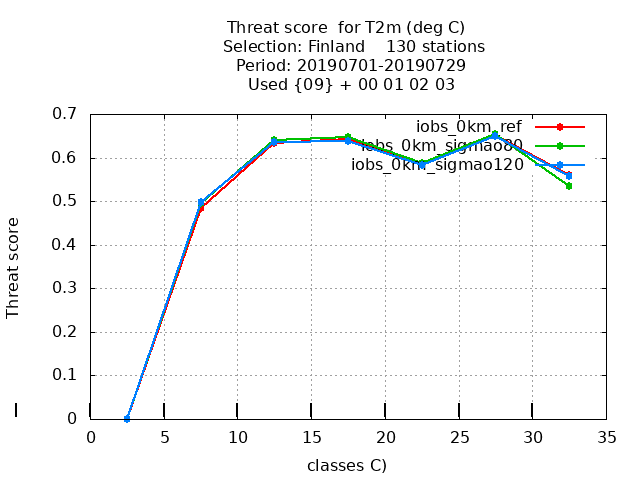 Threat score  for T2m (deg C)
Selection: Finland    130 stations
Period: 20190701-20190729
Used {09} + 00 01 02 03
iobs_0km_ref
iobs_0km_sigmao80
iobs_0km_sigmao120
0.7
0.6
0.5
0.4
0.3
0.2
0.1
0
Threat score
0 5 10 15 20 25 30 35
classes C)